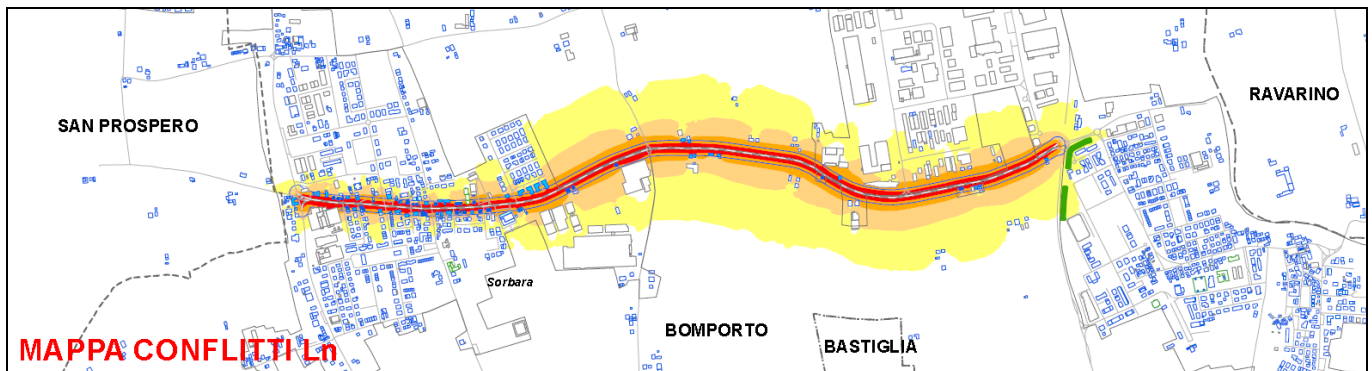 RAVARINO
SAN PROSPERO
Sorbara
BOMPORTO
BASTIGLIA
MAPPA CONFLITTI Ln